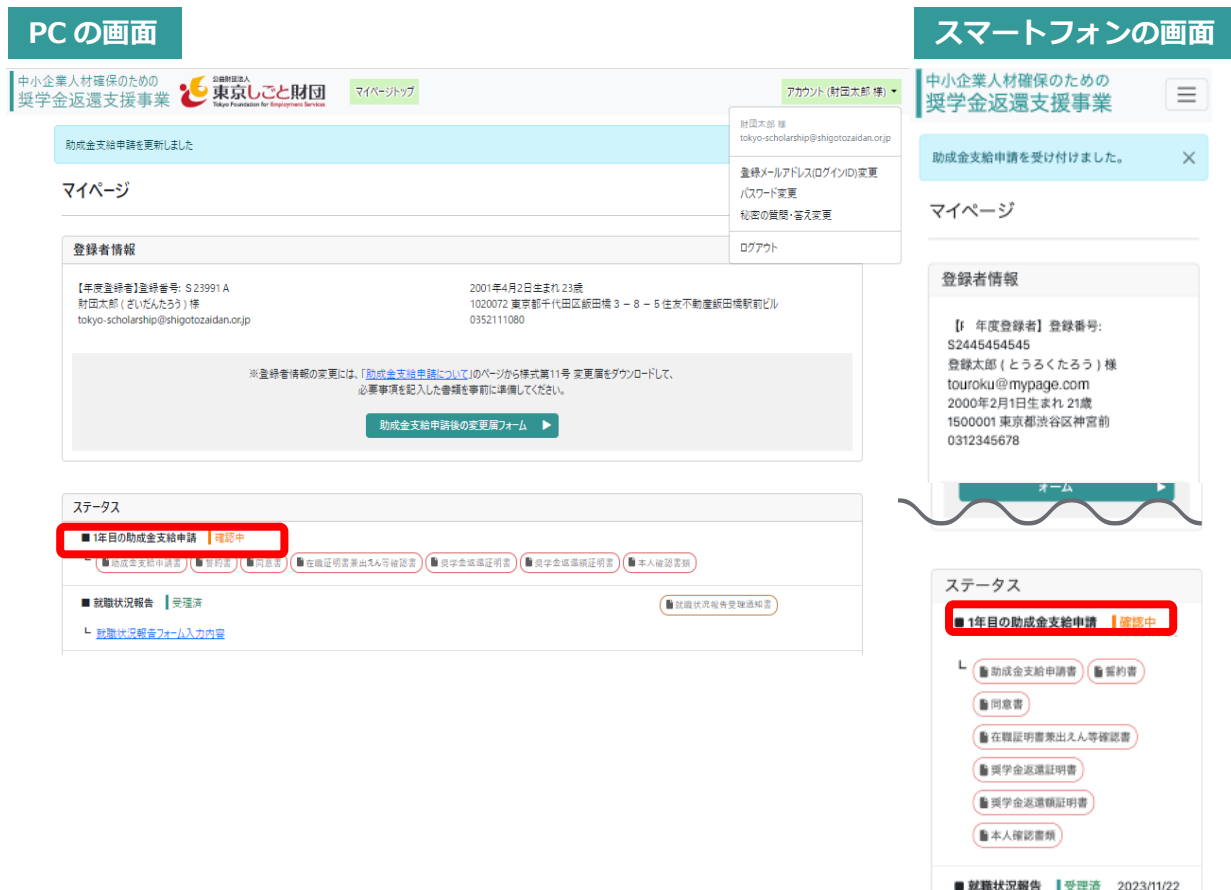 PC の画面
中小企業人材確保のための
奨学金返還支援事業
公益財団法人
東京しごと財団
Tokyo Foundation for Employment Services
マイページトップ
アカウント (財団太郎 様)
財団太郎 様
tokyo-scholarship@shigotozaidan.or.jp
登録メールアドレス(ログインID)変更
パスワード変更
秘密の質問・答え変更
ログアウト
助成金支給申請を更新しました
マイページ
登録者情報
【年度登録者】登録番号: S23991A
財団太郎 ( ざいだんたろう ) 様
tokyo-scholarship@shigotozaidan.or.jp
2001年4月2日生まれ 23歳
1020072 東京都千代田区飯田橋３－８－５住友不動産飯田橋駅前ビル
0352111080
※登録者情報の変更には、「助成金支給申請について」のページから様式第11号 変更届をダウンロードして、
必要事項を記入した書類を事前に準備してください。
助成金支給申請後の変更届フォーム ▶
ステータス
■ 1年目の助成金支給申請 確認中
└ 助成金支給申請書 誓約書 同意書 在職証明書兼出えん等確認書 奨学金返還証明書 奨学金返還額証明書 本人確認書類
■ 就職状況報告 受理済 就職状況報告受理通知書
└ 就職状況報告フォーム入力内容
スマートフォンの画面
中小企業人材確保のための
奨学金返還支援事業
助成金支給申請を受け付けました。 ×
マイページ
登録者情報
年度登録者】登録番号:
S2445454545
登録太郎 ( とうろくたろう ) 様
touroku@mypage.com
2000年2月1日生まれ 21歳
1500001 東京都渋谷区神宮前
0312345678
ォーム ▶
ステータス
■ 1年目の助成金支給申請 確認中
└ 助成金支給申請書 誓約書
同意書
在職証明書兼出えん等確認書
奨学金返還証明書
奨学金返還額証明書
本人確認書類
■ 就職状況報告 受理済 2023/11/22